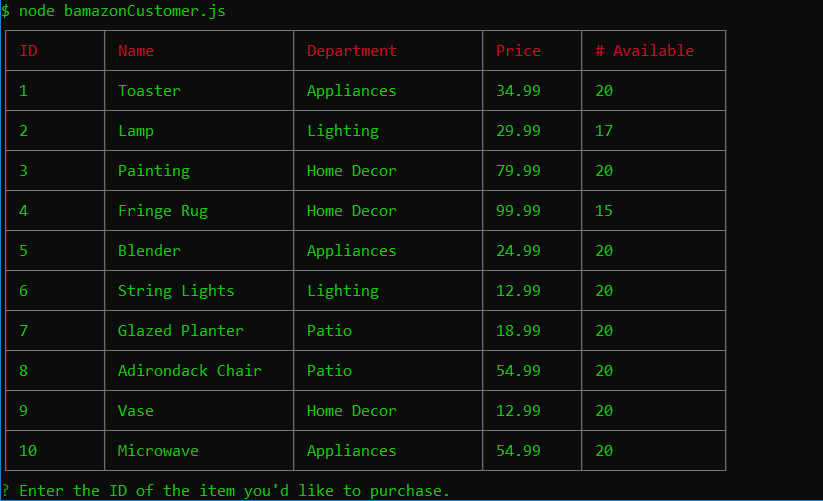 $ node bamazonCustomer.js
ID Name Department Price # Available
1 Toaster Appliances 34.99 20
2 Lamp Lighting 29.99 17
3 Painting Home Decor 79.99 20
4 Fringe Rug Home Decor 99.99 15
5 Blender Appliances 24.99 20
6 String Lights Lighting 12.99 20
7 Glazed Planter Patio 18.99 20
8 Adirondack Chair Patio 54.99 20
9 Vase Home Decor 12.99 20
10 Microwave Appliances 54.99 20
? Enter the ID of the item you'd like to purchase.